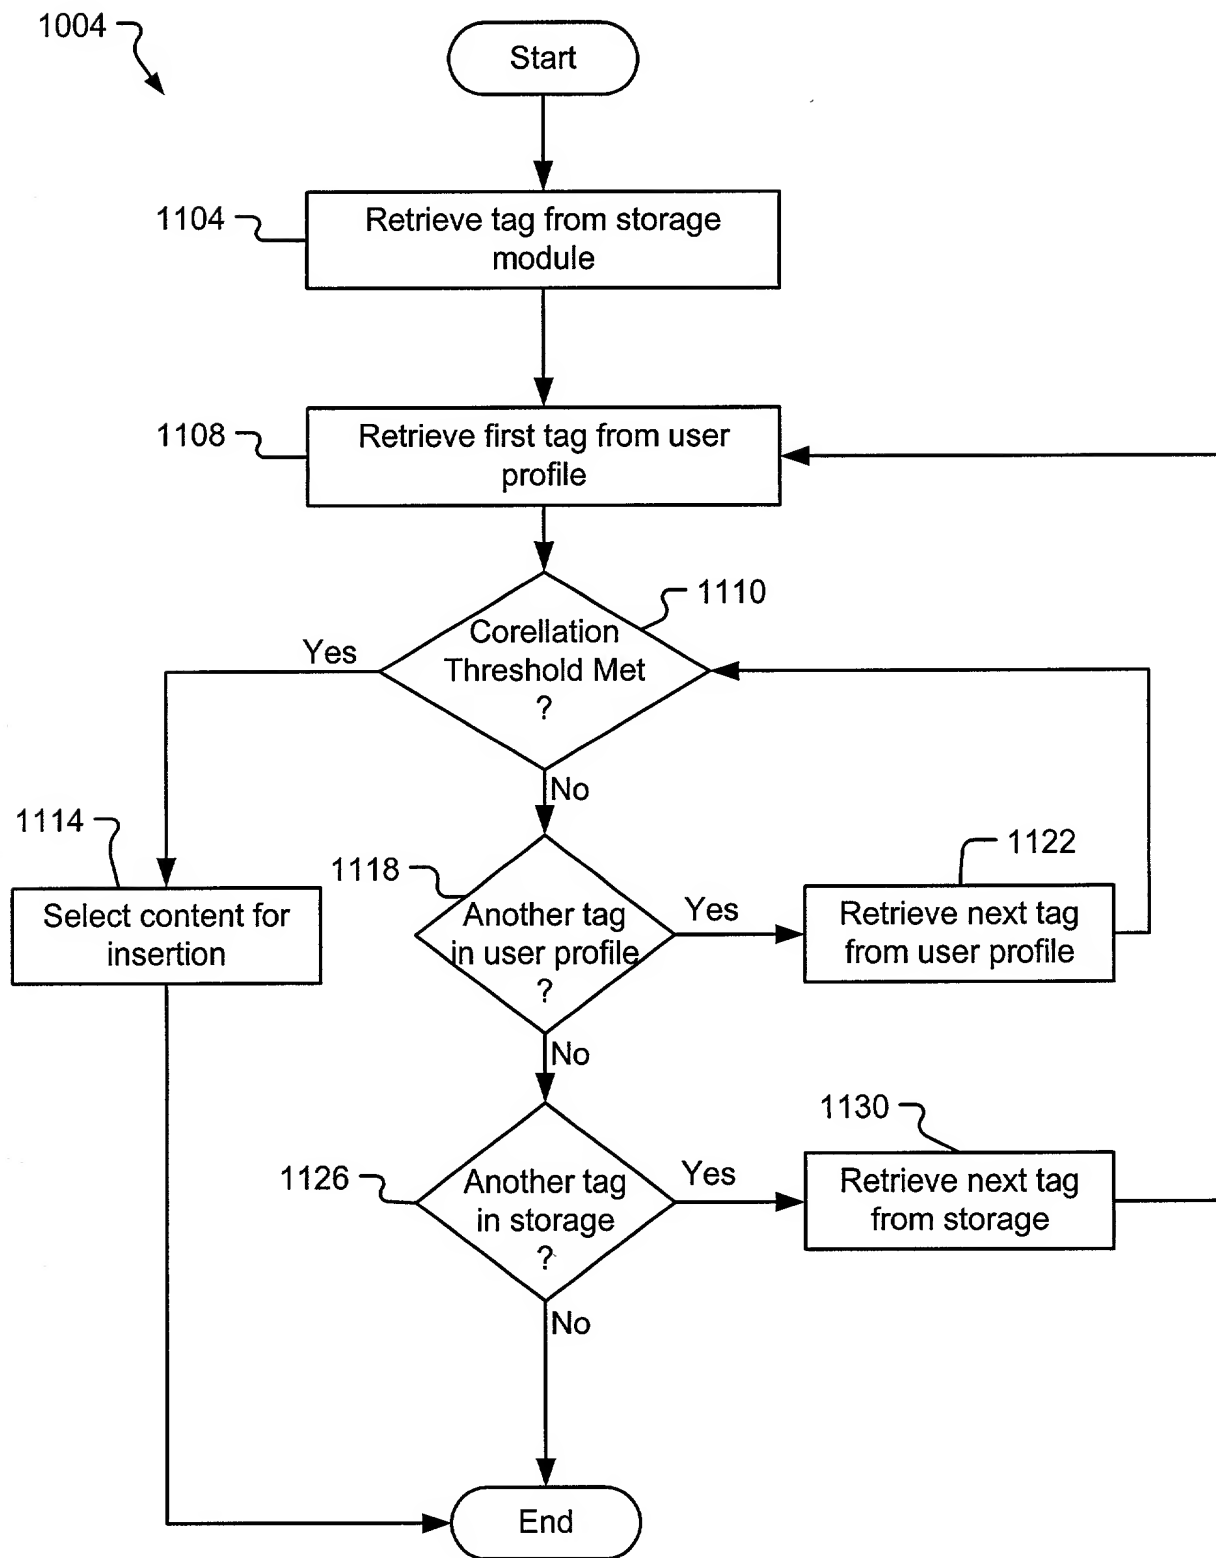 1004
Start
1104
Retrieve tag from storage
module
1108
Retrieve first tag from user
profile
1110
Corellation
Threshold Met
?
Yes
No
1114
Select content for
insertion
1118
Another tag
in user profile
?
Yes
1122
Retrieve next tag
from user profile
No
1126
Another tag
in storage
?
Yes
1130
Retrieve next tag
from storage
No
End